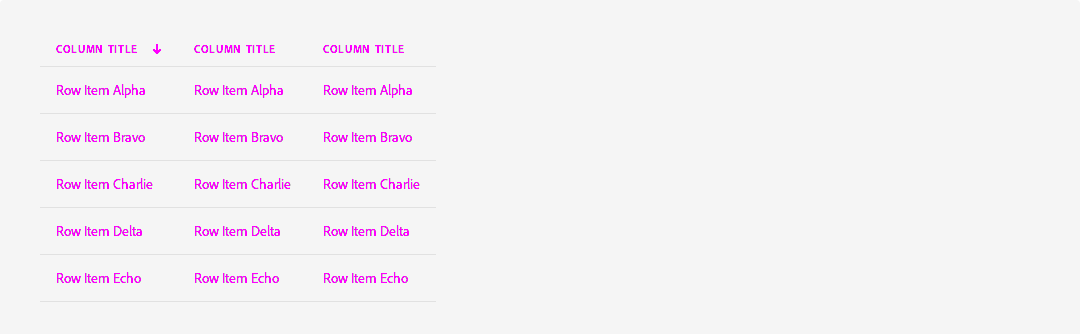 COLUMN TITLE ↓ COLUMN TITLE COLUMN TITLE
Row Item Alpha Row Item Alpha Row Item Alpha
Row Item Bravo Row Item Bravo Row Item Bravo
Row Item Charlie Row Item Charlie Row Item Charlie
Row Item Delta Row Item Delta Row Item Delta
Row Item Echo Row Item Echo Row Item Echo